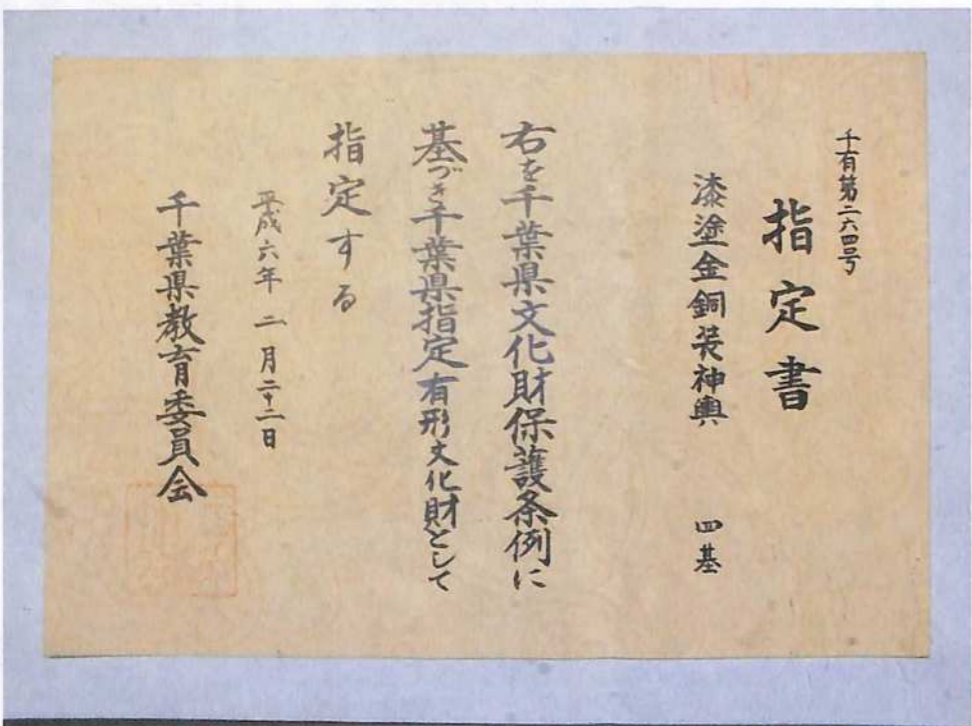 千有第二六四号
指定書
漆塗金銅装神輿　四基
右を千葉県文化財保護条例に
基づき千葉県指定有形文化財として
指定する
平成六年二月二十二日
千葉県教育委員会